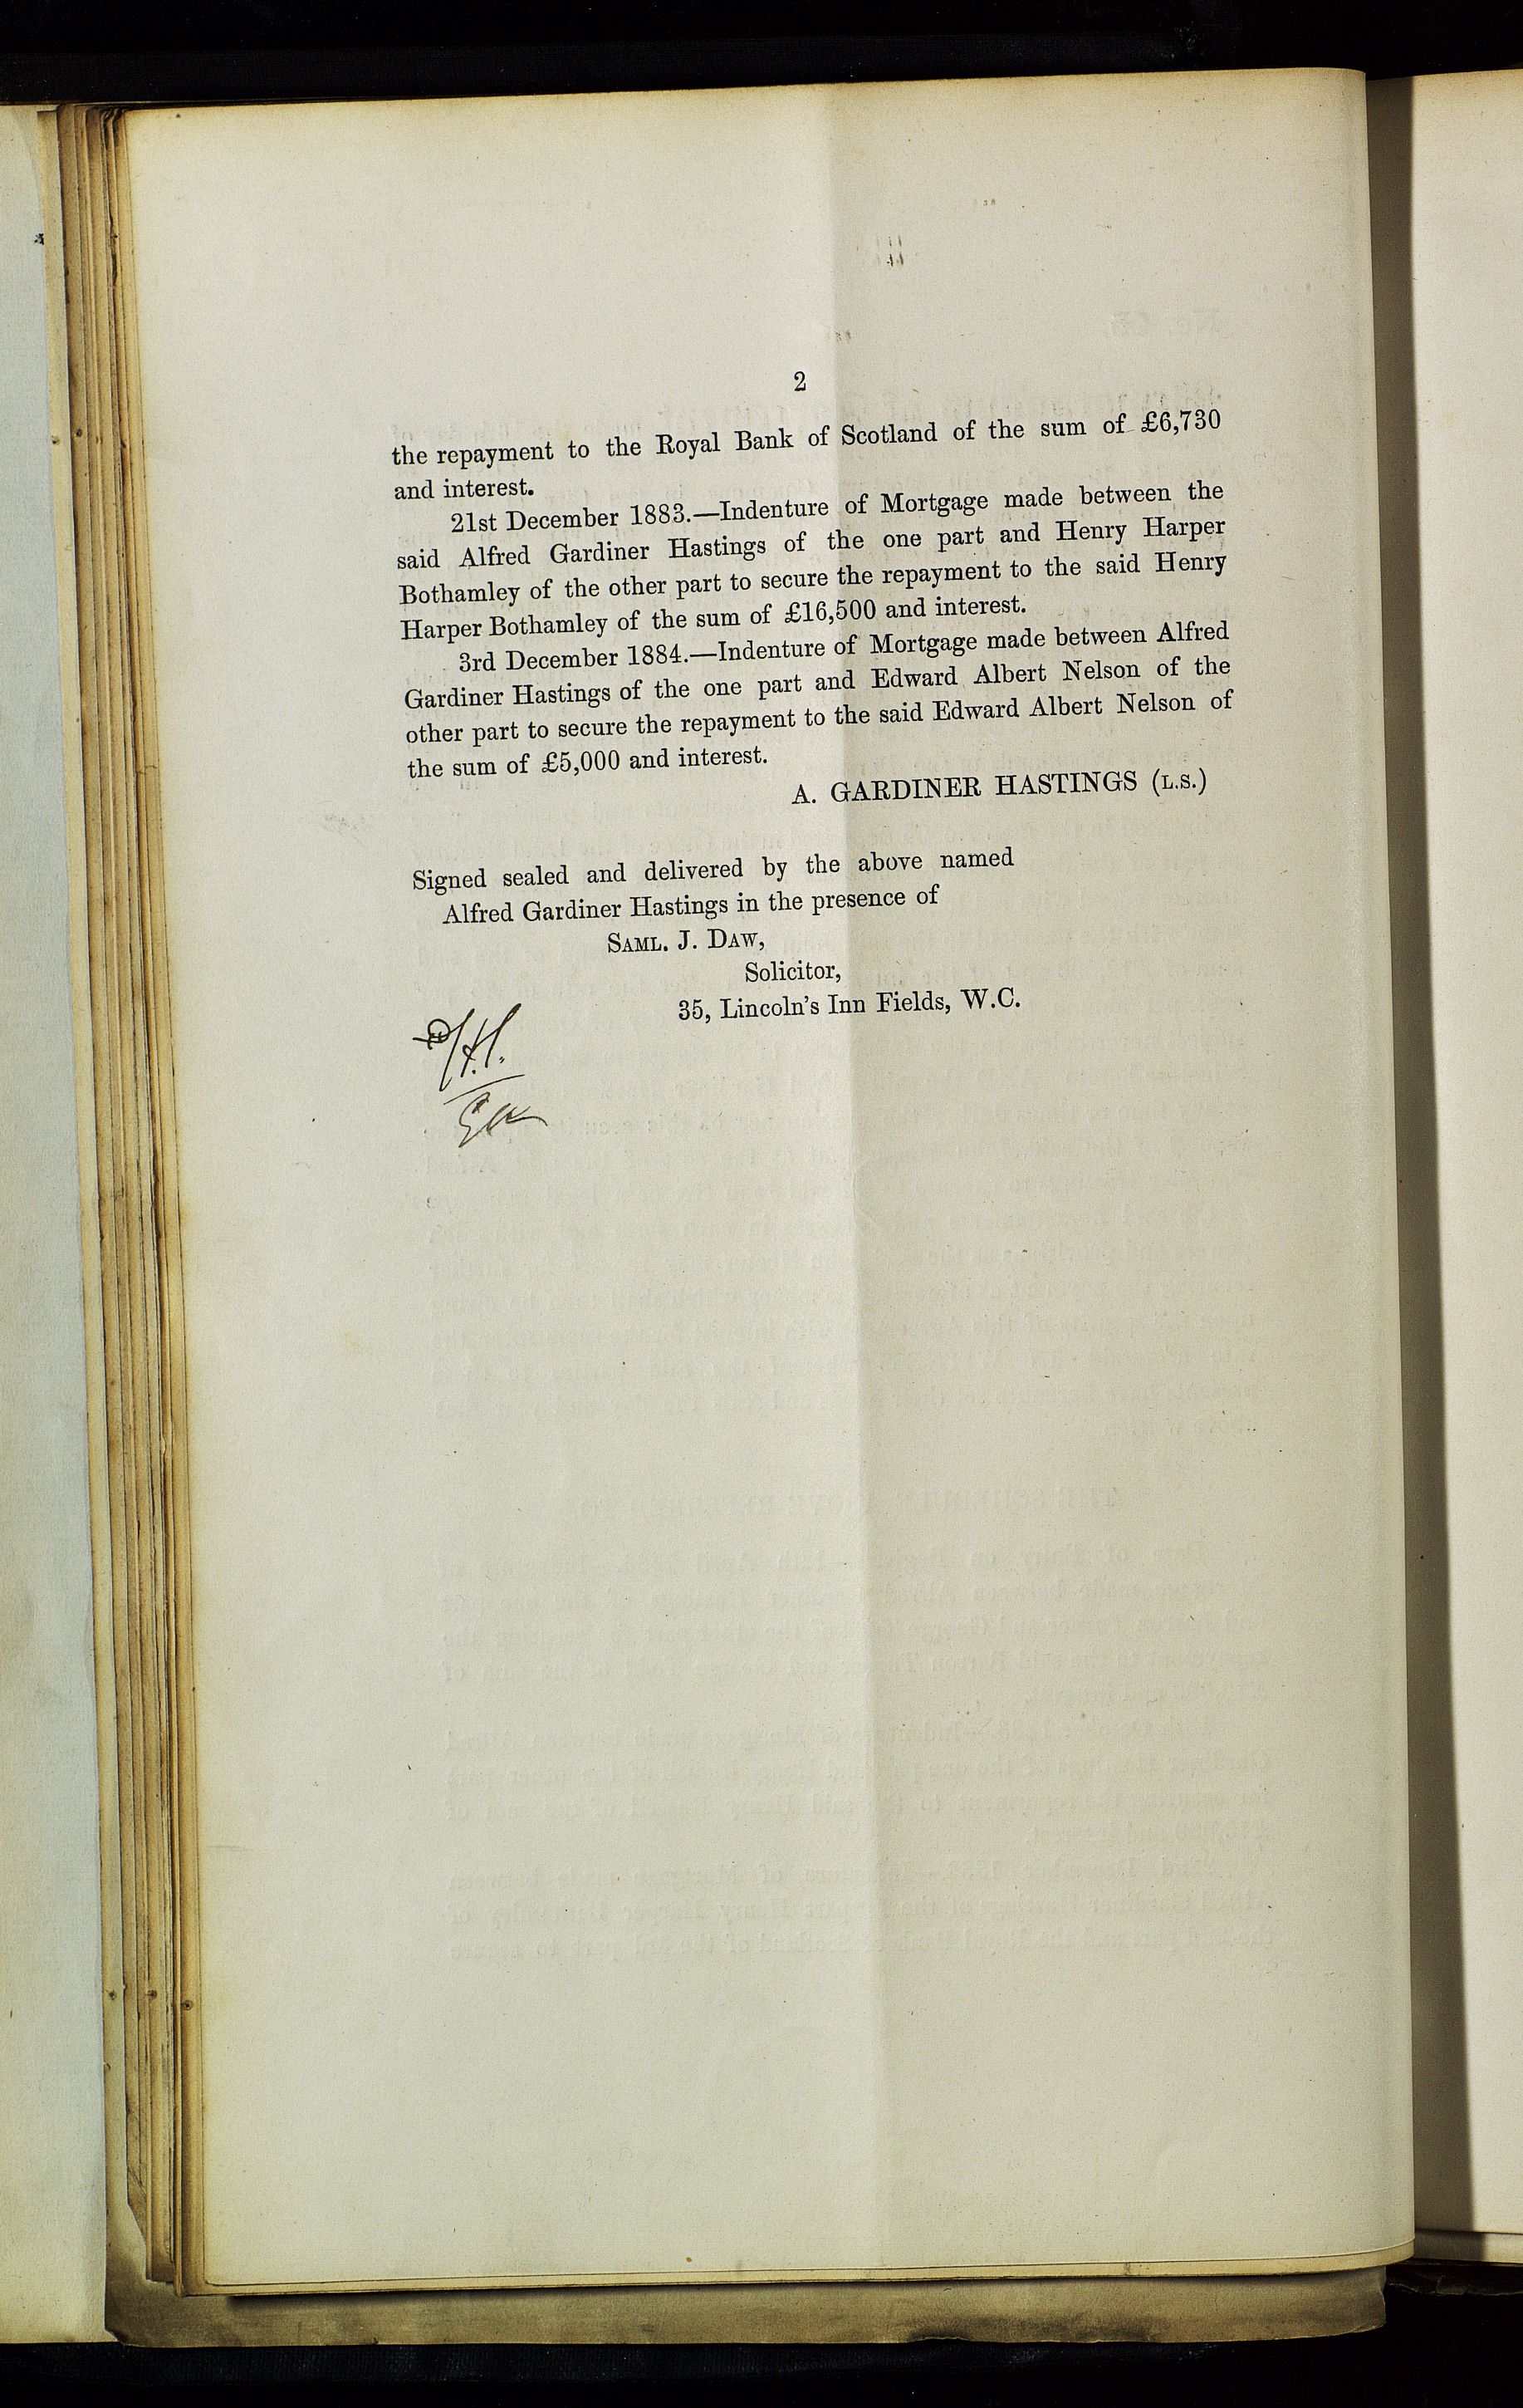 2
the repayment to the Royal Bank of Scotland of the sum of £6,730
and interest.
21st December 1883.—Indenture of Mortgage made between the
said Alfred Gardiner Hastings of the one part and Henry Harper
Bothamley of the other part to secure the repayment to the said Henry
Harper Bothamley of the sum of £16,500 and interest.
3rd December 1884.—Indenture of Mortgage made between Alfred
Gardiner Hastings of the one part and Edward Albert Nelson of the
other part to secure the repayment to the said Edward Albert Nelson of
the sum of £5,000 and interest.
A. GARDINER HASTINGS (L.S.)
Signed sealed and delivered by the above named
Alfred Gardiner Hastings in the presence of
SAML. J. DAW,
Solicitor,
35, Lincoln's Inn Fields, W.C.